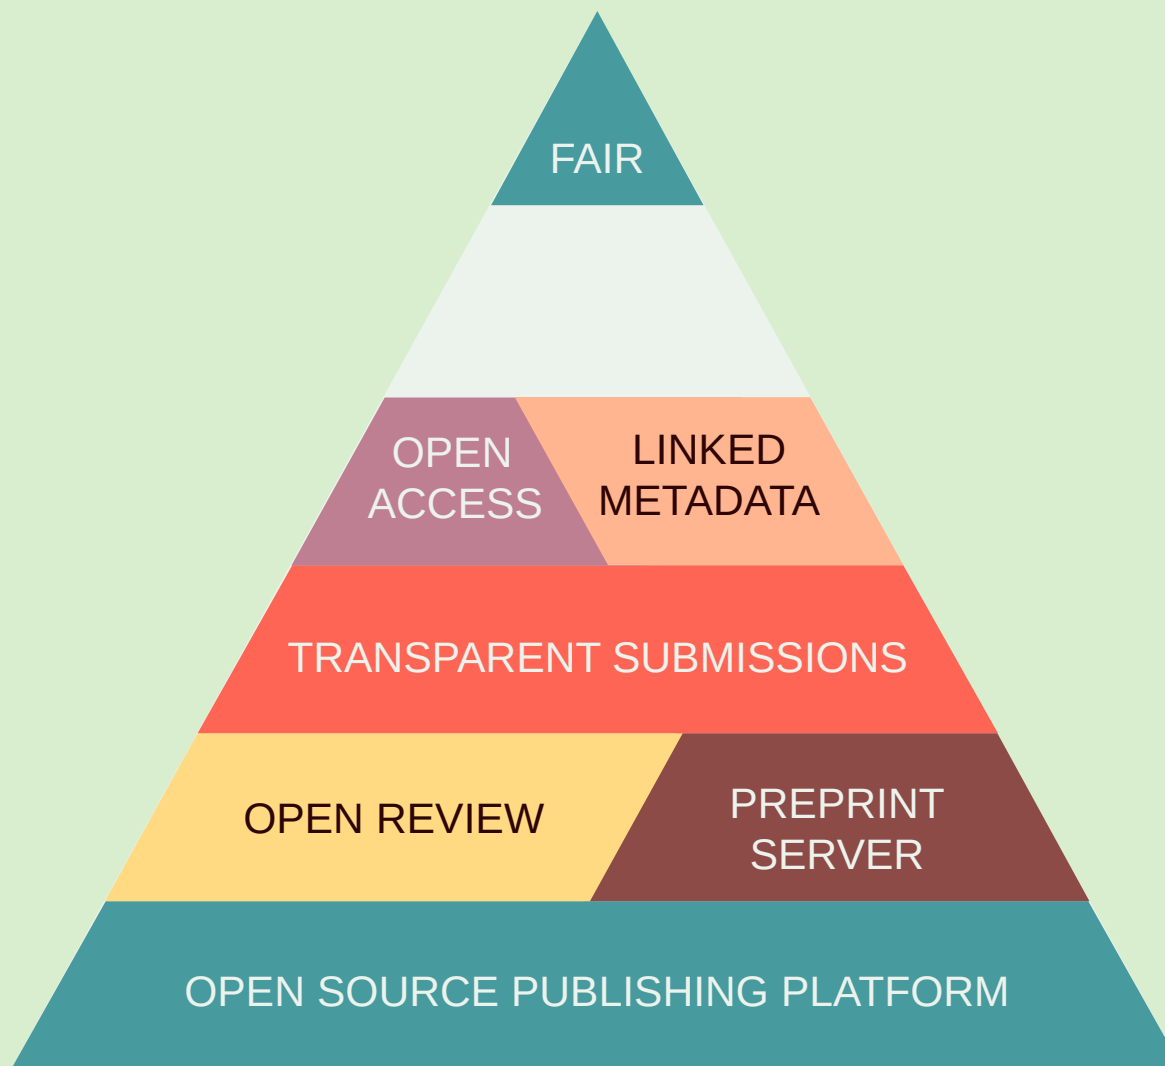 FAIR
OPEN
ACCESS
LINKED
METADATA
TRANSPARENT SUBMISSIONS
OPEN REVIEW
PREPRINT
SERVER
OPEN SOURCE PUBLISHING PLATFORM